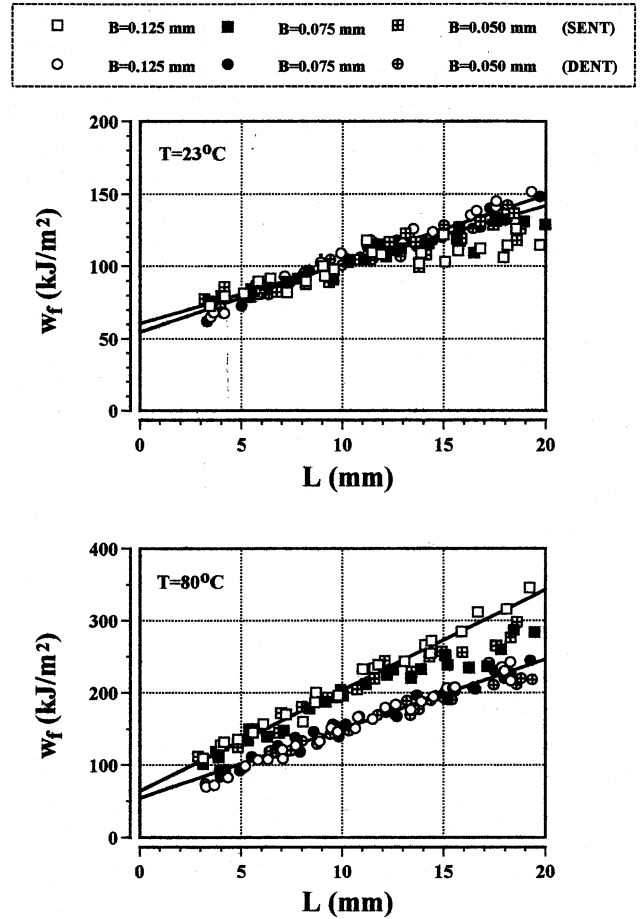 B=0.125 mm B=0.075 mm B=0.050 mm (SENT)
B=0.125 mm B=0.075 mm B=0.050 mm (DENT)
200
T=23°C
150
100
50
0
w_f (kJ/m²)
0 5 10 15 20
L (mm)
400
T=80°C
300
200
100
0
w_f (kJ/m²)
0 5 10 15 20
L (mm)